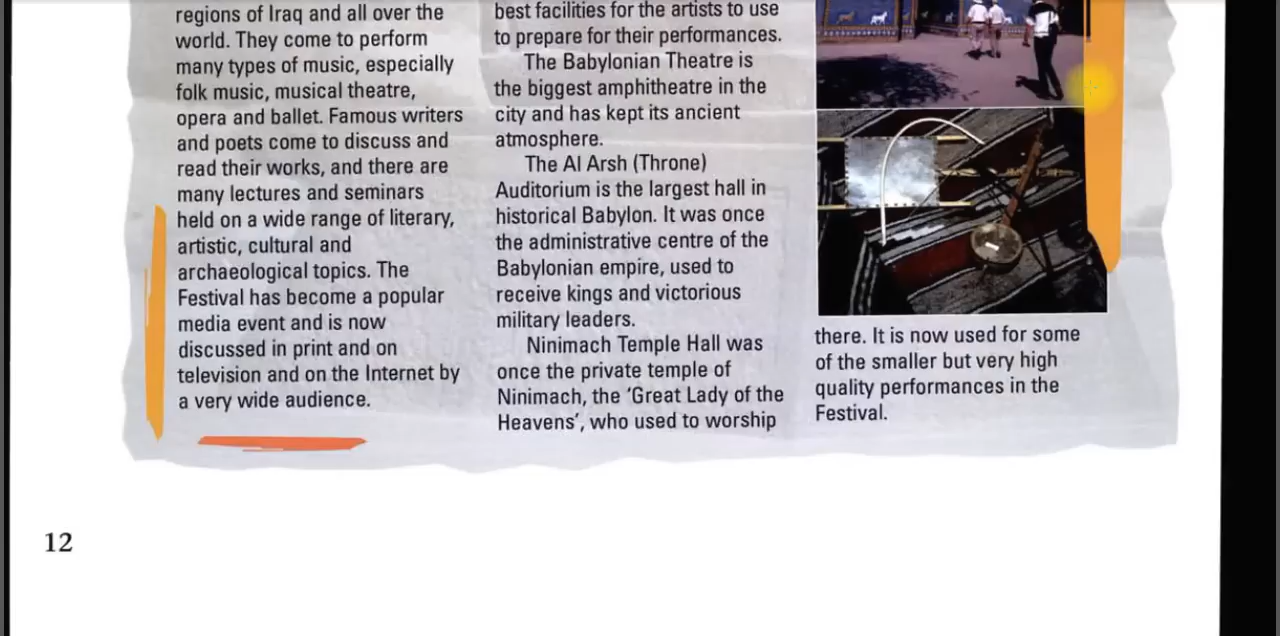 regions of Iraq and all over the
world. They come to perform
many types of music, especially
folk music, musical theatre,
opera and ballet. Famous writers
and poets come to discuss and
read their works, and there are
many lectures and seminars
held on a wide range of literary,
artistic, cultural and
archaeological topics. The
Festival has become a popular
media event and is now
discussed in print and on
television and on the Internet by
a very wide audience.
best facilities for the artists to use
to prepare for their performances.
The Babylonian Theatre is
the biggest amphitheatre in the
city and has kept its ancient
atmosphere.
The Al Arsh (Throne)
Auditorium is the largest hall in
historical Babylon. It was once
the administrative centre of the
Babylonian empire, used to
receive kings and victorious
military leaders.
Ninimach Temple Hall was
once the private temple of
Ninimach, the ‘Great Lady of the
Heavens’, who used to worship
there. It is now used for some
of the smaller but very high
quality performances in the
Festival.
12